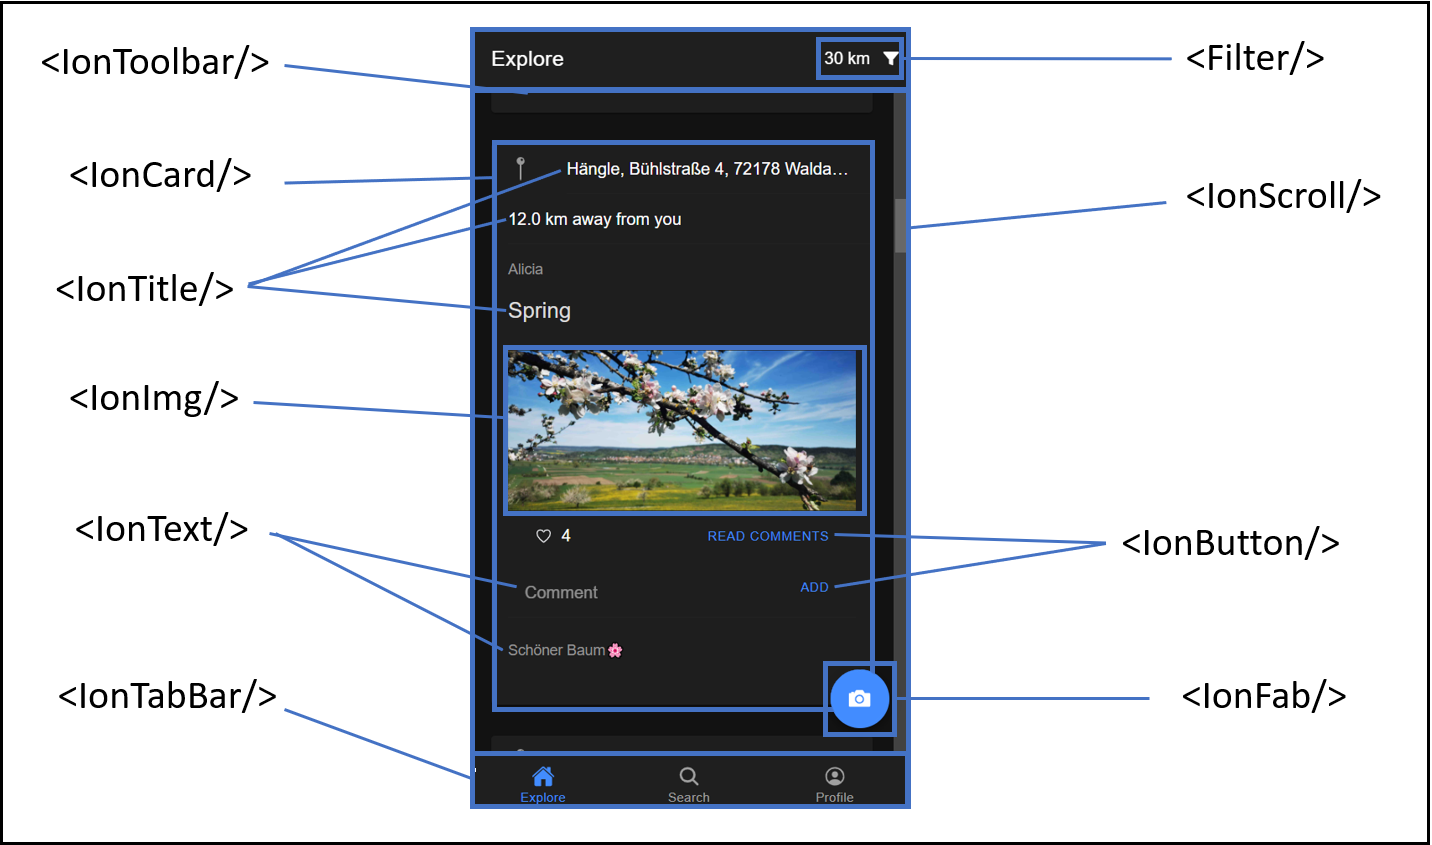 <IonToolbar/>
Explore
30 km
<Filter/>
<IonCard/>
Hängle, Bühlstraße 4, 72178 Walda…
<IonScroll/>
12.0 km away from you
<IonTitle/>
Alicia
Spring
<IonImg/>
<IonText/>
4
READ COMMENTS
<IonButton/>
Comment
ADD
Schöner Baum🌸
<IonTabBar/>
<IonFab/>
Explore
Search
Profile